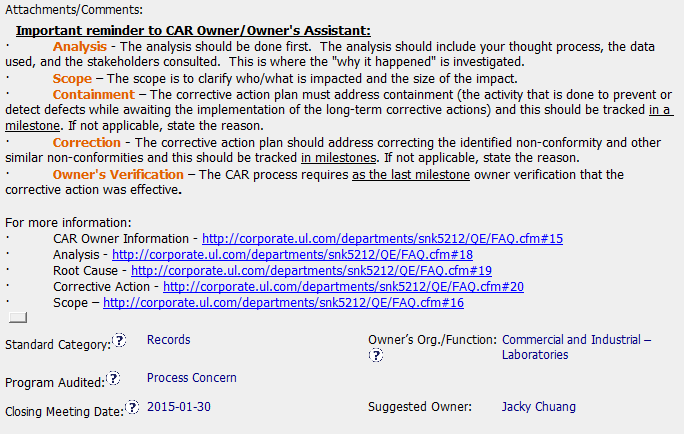 Attachments/Comments:
Important reminder to CAR Owner/Owner's Assistant:
· Analysis - The analysis should be done first. The analysis should include your thought process, the data
used, and the stakeholders consulted. This is where the "why it happened" is investigated.
· Scope – The scope is to clarify who/what is impacted and the size of the impact.
· Containment – The corrective action plan must address containment (the activity that is done to prevent or
detect defects while awaiting the implementation of the long-term corrective actions) and this should be tracked in a
milestone. If not applicable, state the reason.
· Correction - The corrective action plan should address correcting the identified non-conformity and other
similar non-conformities and this should be tracked in milestones. If not applicable, state the reason.
· Owner's Verification – The CAR process requires as the last milestone owner verification that the
corrective action was effective.
For more information:
· CAR Owner Information - http://corporate.ul.com/departments/snk5212/QE/FAQ.cfm#15
· Analysis - http://corporate.ul.com/departments/snk5212/QE/FAQ.cfm#18
· Root Cause - http://corporate.ul.com/departments/snk5212/QE/FAQ.cfm#19
· Corrective Action - http://corporate.ul.com/departments/snk5212/QE/FAQ.cfm#20
· Scope – http://corporate.ul.com/departments/snk5212/QE/FAQ.cfm#16
Standard Category: ? Records Owner's Org./Function: Commercial and Industrial –
? Laboratories
Program Audited: ? Process Concern
Closing Meeting Date: ? 2015-01-30 Suggested Owner: Jacky Chuang